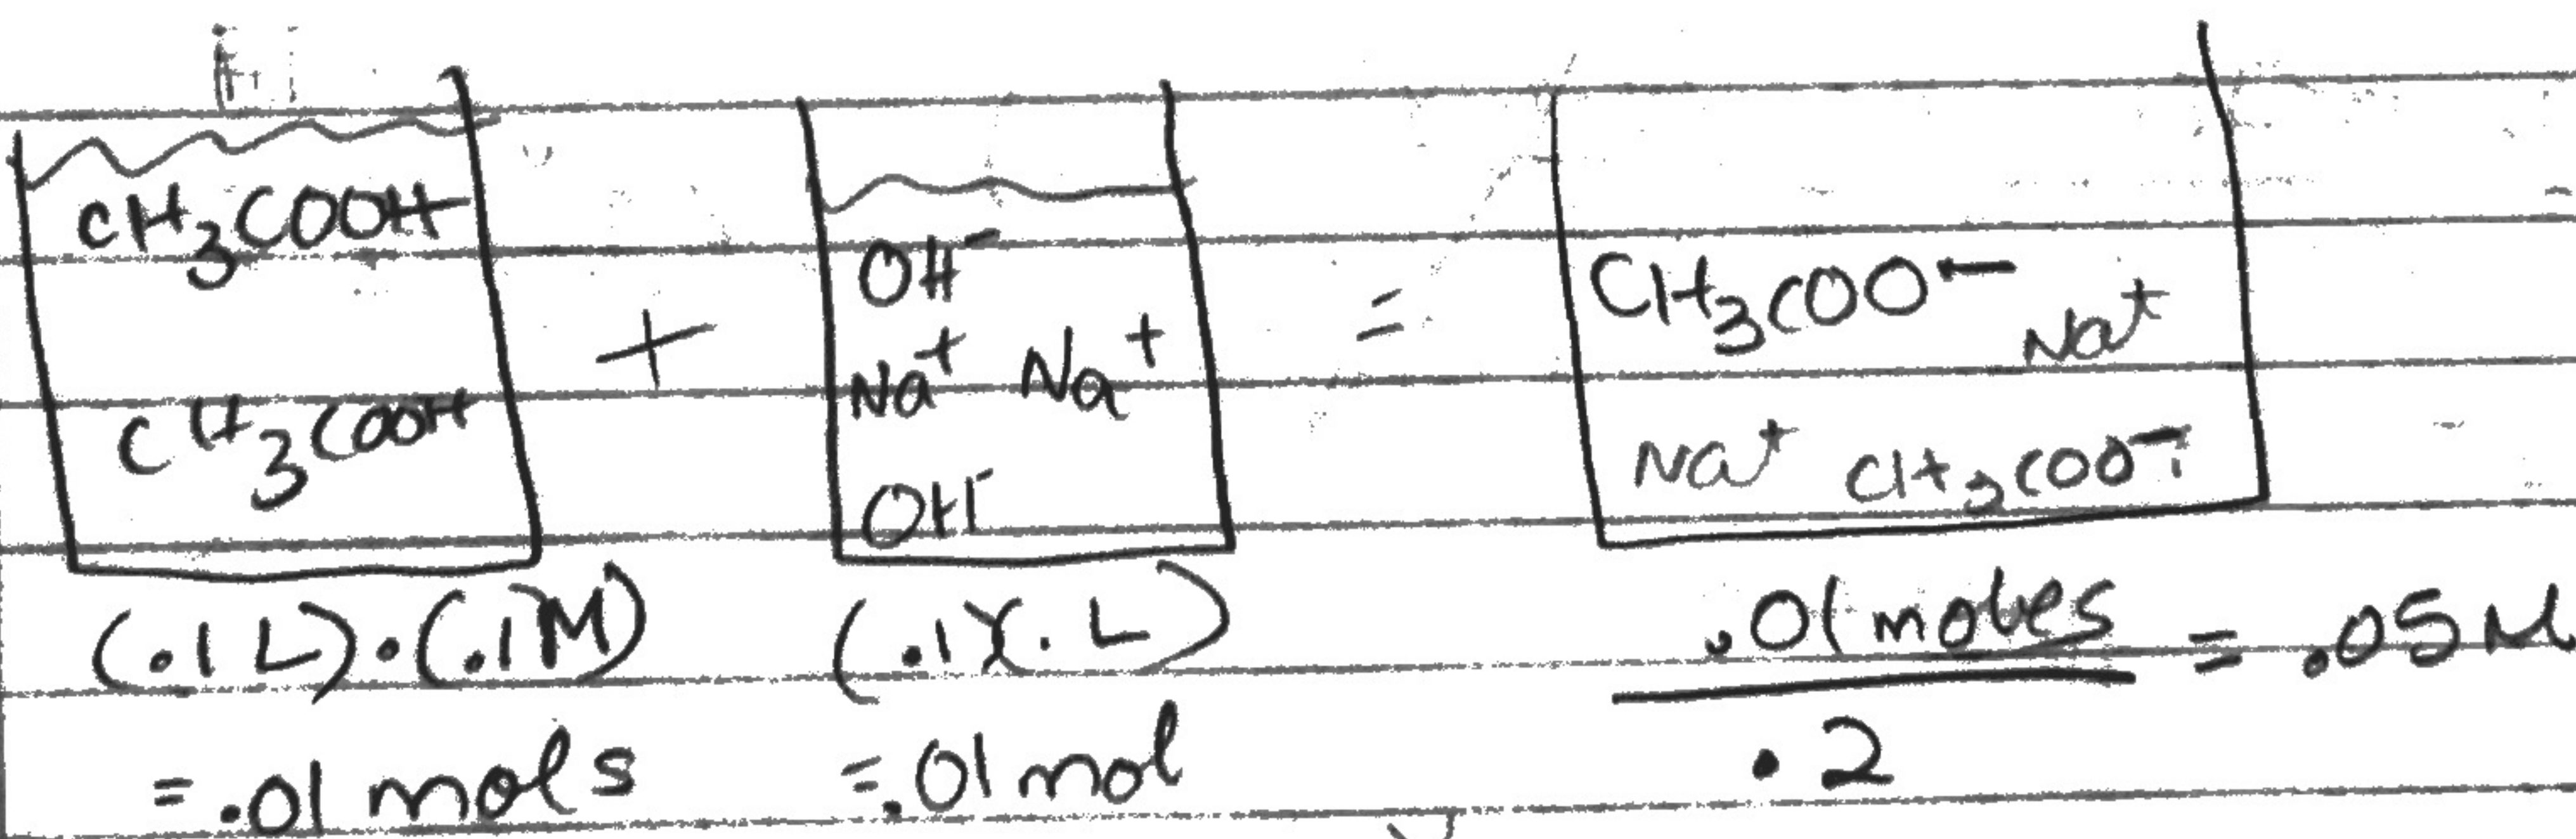 CH3COOH
CH3COOH
+
OH-
Na+ Na+
OH-
=
CH3COO- Na+
Na+ CH3COO-
(.1 L)·(.1M)
= .01 mols
(.1)(. L)
= .01 mol
.01 moles
.2
= .05 M